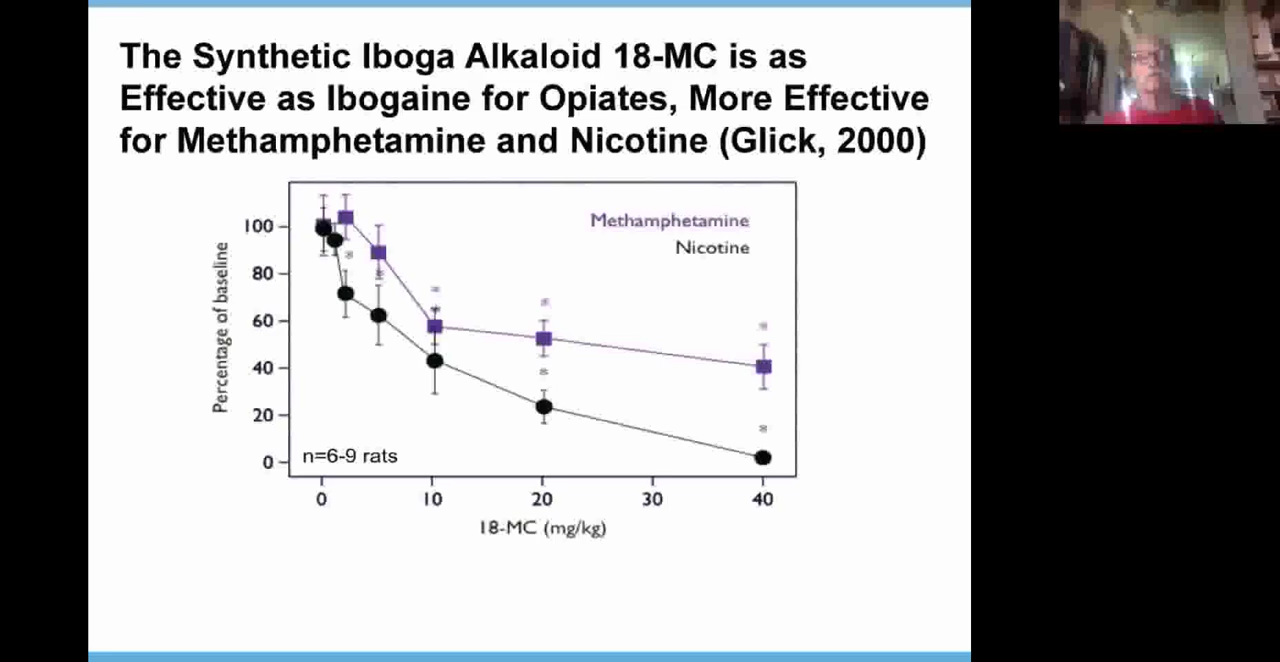 The Synthetic Iboga Alkaloid 18-MC is as
Effective as Ibogaine for Opiates, More Effective
for Methamphetamine and Nicotine (Glick, 2000)
Methamphetamine
Nicotine
Percentage of baseline
100
80
60
40
20
0
n=6-9 rats
0 10 20 30 40
18-MC (mg/kg)